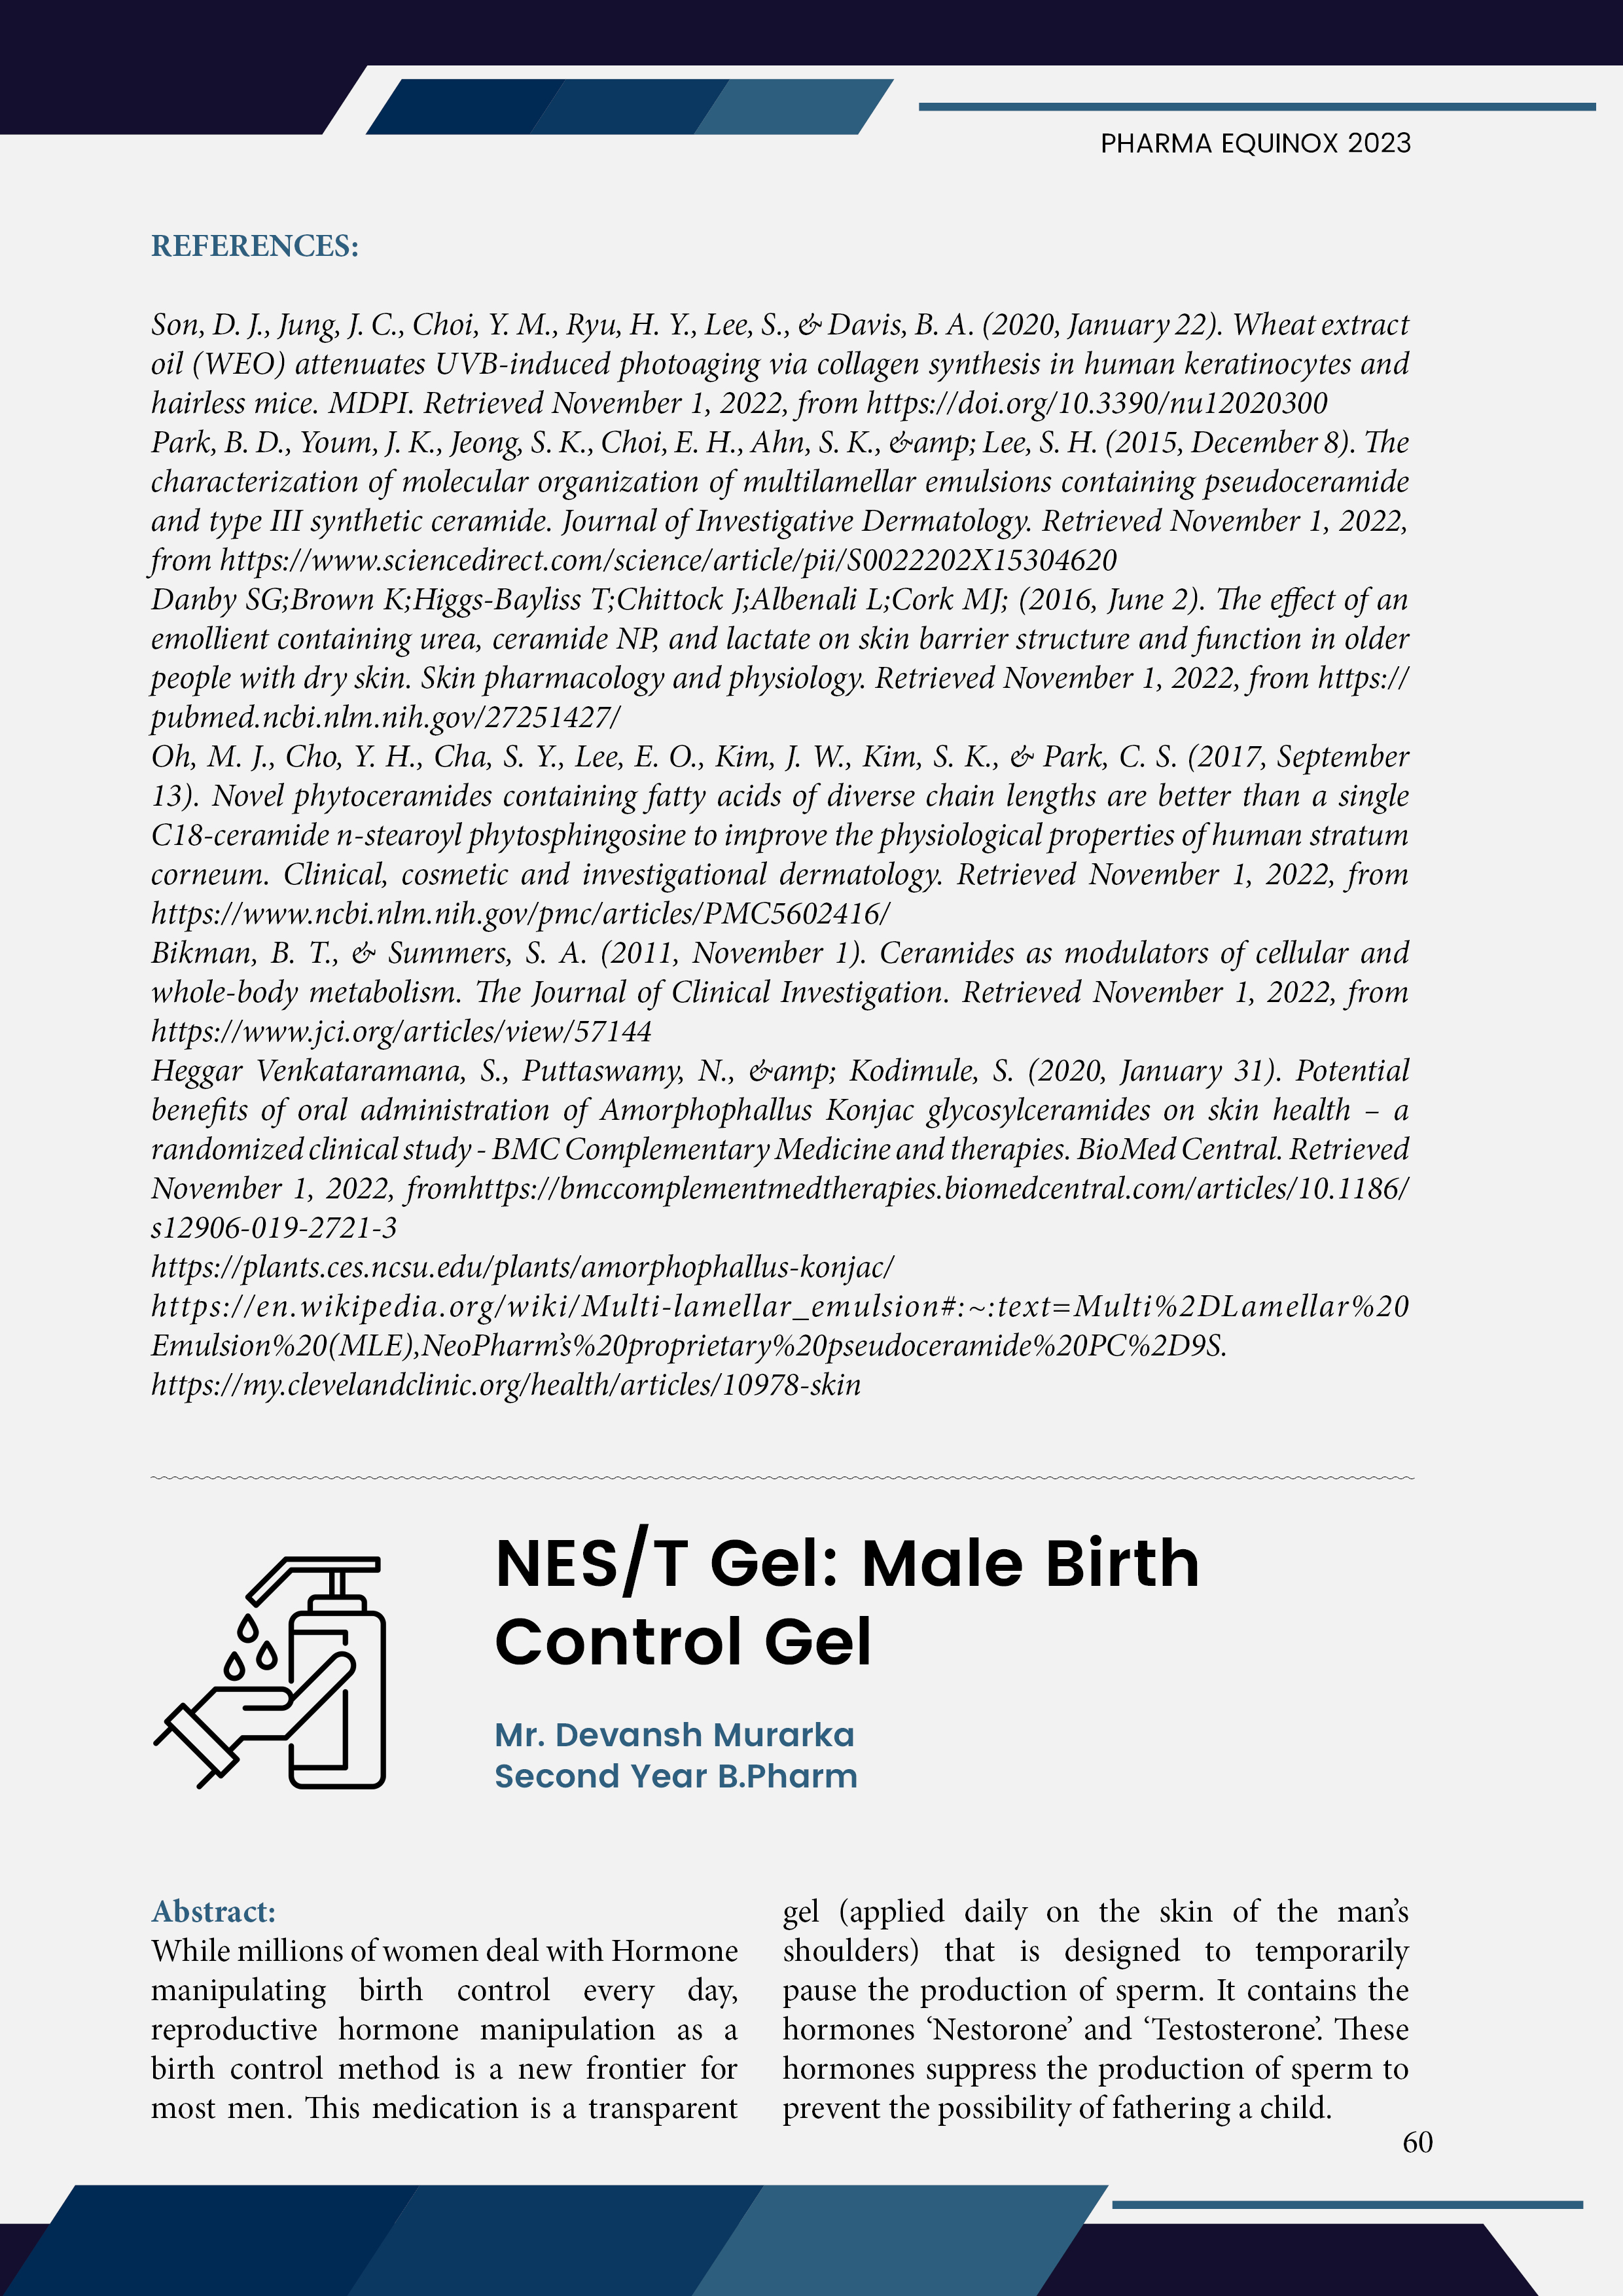 PHARMA EQUINOX 2023
REFERENCES:
Son, D. J., Jung, J. C., Choi, Y. M., Ryu, H. Y., Lee, S., & Davis, B. A. (2020, January 22). Wheat extract
oil (WEO) attenuates UVB-induced photoaging via collagen synthesis in human keratinocytes and
hairless mice. MDPI. Retrieved November 1, 2022, from https://doi.org/10.3390/nu12020300
Park, B. D., Youm, J. K., Jeong, S. K., Choi, E. H., Ahn, S. K., &amp; Lee, S. H. (2015, December 8). The
characterization of molecular organization of multilamellar emulsions containing pseudoceramide
and type III synthetic ceramide. Journal of Investigative Dermatology. Retrieved November 1, 2022,
from https://www.sciencedirect.com/science/article/pii/S0022202X15304620
Danby SG;Brown K;Higgs-Bayliss T;Chittock J;Albenali L;Cork MJ; (2016, June 2). The effect of an
emollient containing urea, ceramide NP, and lactate on skin barrier structure and function in older
people with dry skin. Skin pharmacology and physiology. Retrieved November 1, 2022, from https://
pubmed.ncbi.nlm.nih.gov/27251427/
Oh, M. J., Cho, Y. H., Cha, S. Y., Lee, E. O., Kim, J. W., Kim, S. K., & Park, C. S. (2017, September
13). Novel phytoceramides containing fatty acids of diverse chain lengths are better than a single
C18-ceramide n-stearoyl phytosphingosine to improve the physiological properties of human stratum
corneum. Clinical, cosmetic and investigational dermatology. Retrieved November 1, 2022, from
https://www.ncbi.nlm.nih.gov/pmc/articles/PMC5602416/
Bikman, B. T., & Summers, S. A. (2011, November 1). Ceramides as modulators of cellular and
whole-body metabolism. The Journal of Clinical Investigation. Retrieved November 1, 2022, from
https://www.jci.org/articles/view/57144
Heggar Venkataramana, S., Puttaswamy, N., &amp; Kodimule, S. (2020, January 31). Potential
benefits of oral administration of Amorphophallus Konjac glycosylceramides on skin health – a
randomized clinical study - BMC Complementary Medicine and therapies. BioMed Central. Retrieved
November 1, 2022, fromhttps://bmccomplementmedtherapies.biomedcentral.com/articles/10.1186/
s12906-019-2721-3
https://plants.ces.ncsu.edu/plants/amorphophallus-konjac/
https://en.wikipedia.org/wiki/Multi-lamellar_emulsion#:~:text=Multi%2DLamellar%20
Emulsion%20(MLE),NeoPharm’s%20proprietary%20pseudoceramide%20PC%2D9S.
https://my.clevelandclinic.org/health/articles/10978-skin
NES/T Gel: Male Birth
Control Gel
Mr. Devansh Murarka
Second Year B.Pharm
Abstract:
While millions of women deal with Hormone
manipulating birth control every day,
reproductive hormone manipulation as a
birth control method is a new frontier for
most men. This medication is a transparent
gel (applied daily on the skin of the man’s
shoulders) that is designed to temporarily
pause the production of sperm. It contains the
hormones ‘Nestorone’ and ‘Testosterone’. These
hormones suppress the production of sperm to
prevent the possibility of fathering a child.
60